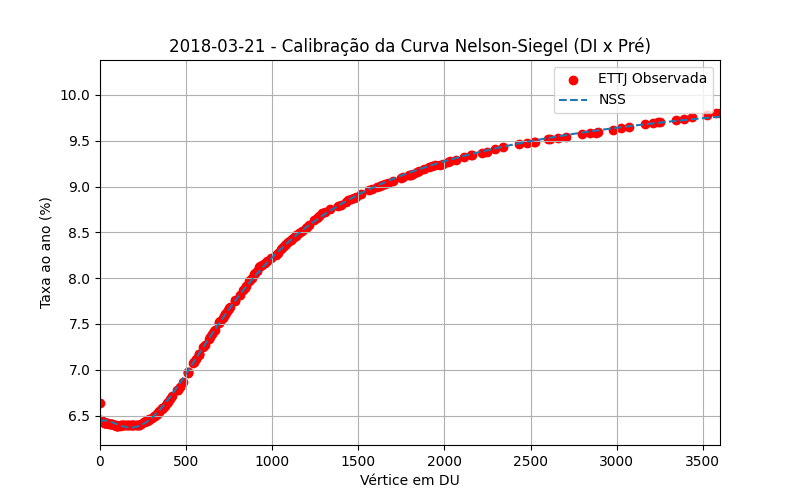 2018-03-21 - Calibração da Curva Nelson-Siegel (DI x Pré)
ETTJ Observada
NSS
Taxa ao ano (%)
10.0
9.5
9.0
8.5
8.0
7.5
7.0
6.5
0 500 1000 1500 2000 2500 3000 3500
Vértice em DU